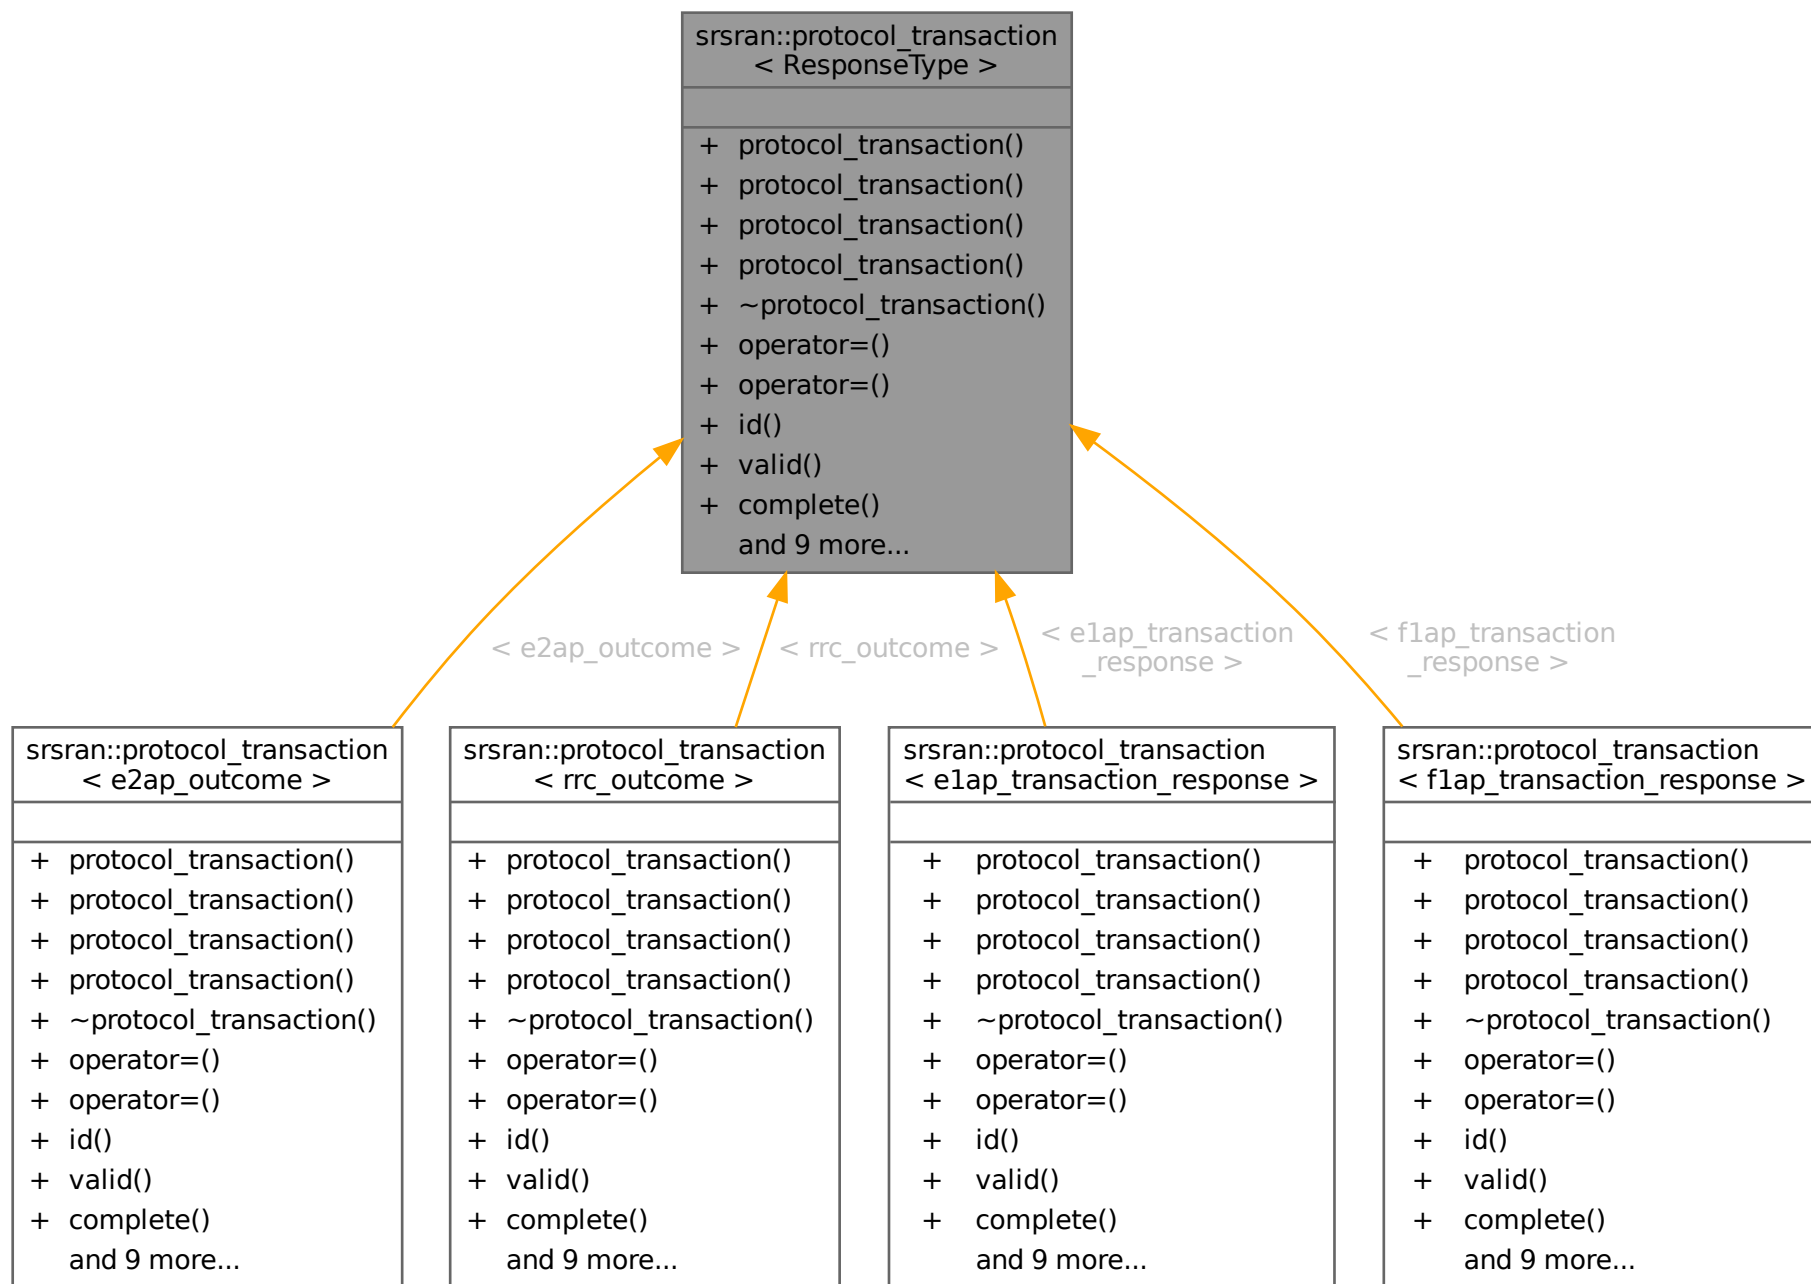 srsran::protocol_transaction
< ResponseType >
+ protocol_transaction()
+ protocol_transaction()
+ protocol_transaction()
+ protocol_transaction()
+ ~protocol_transaction()
+ operator=()
+ operator=()
+ id()
+ valid()
+ complete()
and 9 more...
< e2ap_outcome >
< rrc_outcome >
< e1ap_transaction
_response >
< f1ap_transaction
_response >
srsran::protocol_transaction
< e2ap_outcome >
+ protocol_transaction()
+ protocol_transaction()
+ protocol_transaction()
+ protocol_transaction()
+ ~protocol_transaction()
+ operator=()
+ operator=()
+ id()
+ valid()
+ complete()
and 9 more...
srsran::protocol_transaction
< rrc_outcome >
+ protocol_transaction()
+ protocol_transaction()
+ protocol_transaction()
+ protocol_transaction()
+ ~protocol_transaction()
+ operator=()
+ operator=()
+ id()
+ valid()
+ complete()
and 9 more...
srsran::protocol_transaction
< e1ap_transaction_response >
+ protocol_transaction()
+ protocol_transaction()
+ protocol_transaction()
+ protocol_transaction()
+ ~protocol_transaction()
+ operator=()
+ operator=()
+ id()
+ valid()
+ complete()
and 9 more...
srsran::protocol_transaction
< f1ap_transaction_response >
+ protocol_transaction()
+ protocol_transaction()
+ protocol_transaction()
+ protocol_transaction()
+ ~protocol_transaction()
+ operator=()
+ operator=()
+ id()
+ valid()
+ complete()
and 9 more...